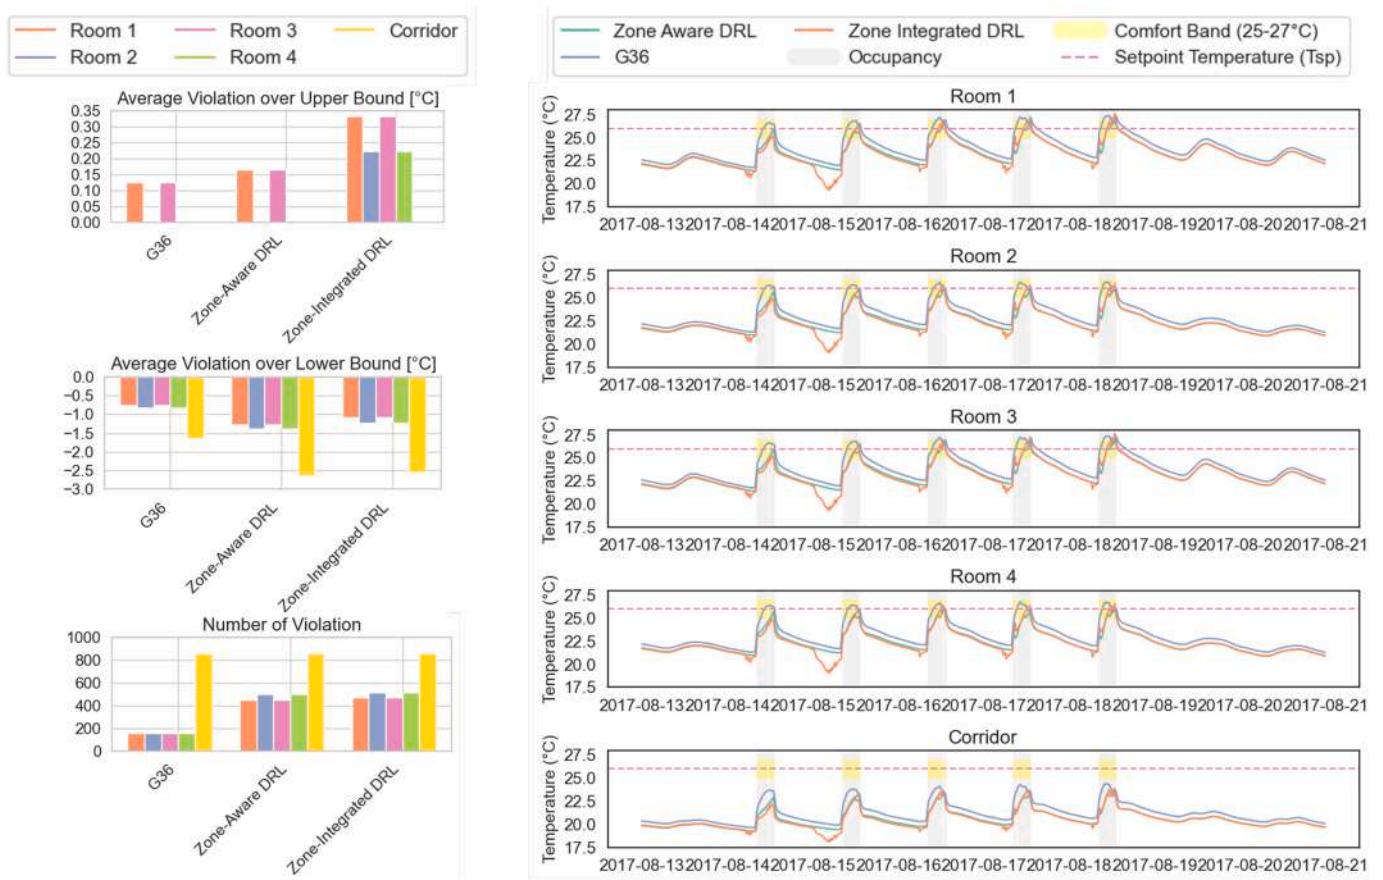 Room 1
Room 3
Corridor
Room 2
Room 4
Average Violation over Upper Bound [°C]
0.35
0.30
0.25
0.20
0.15
0.10
0.05
0.00
G36
Zone-Aware DRL
Zone-Integrated DRL
Average Violation over Lower Bound [°C]
0.0
−0.5
−1.0
−1.5
−2.0
−2.5
−3.0
G36
Zone-Aware DRL
Zone-Integrated DRL
Number of Violation
1000
800
600
400
200
0
G36
Zone-Aware DRL
Zone-Integrated DRL
Zone Aware DRL
Zone Integrated DRL
Comfort Band (25-27°C)
G36
Occupancy
Setpoint Temperature (Tsp)
Room 1
Temperature (°C)
27.5
25.0
22.5
20.0
17.5
2017-08-13 2017-08-14 2017-08-15 2017-08-16 2017-08-17 2017-08-18 2017-08-19 2017-08-20 2017-08-21
Room 2
Temperature (°C)
27.5
25.0
22.5
20.0
17.5
2017-08-13 2017-08-14 2017-08-15 2017-08-16 2017-08-17 2017-08-18 2017-08-19 2017-08-20 2017-08-21
Room 3
Temperature (°C)
27.5
25.0
22.5
20.0
17.5
2017-08-13 2017-08-14 2017-08-15 2017-08-16 2017-08-17 2017-08-18 2017-08-19 2017-08-20 2017-08-21
Room 4
Temperature (°C)
27.5
25.0
22.5
20.0
17.5
2017-08-13 2017-08-14 2017-08-15 2017-08-16 2017-08-17 2017-08-18 2017-08-19 2017-08-20 2017-08-21
Corridor
Temperature (°C)
27.5
25.0
22.5
20.0
17.5
2017-08-13 2017-08-14 2017-08-15 2017-08-16 2017-08-17 2017-08-18 2017-08-19 2017-08-20 2017-08-21